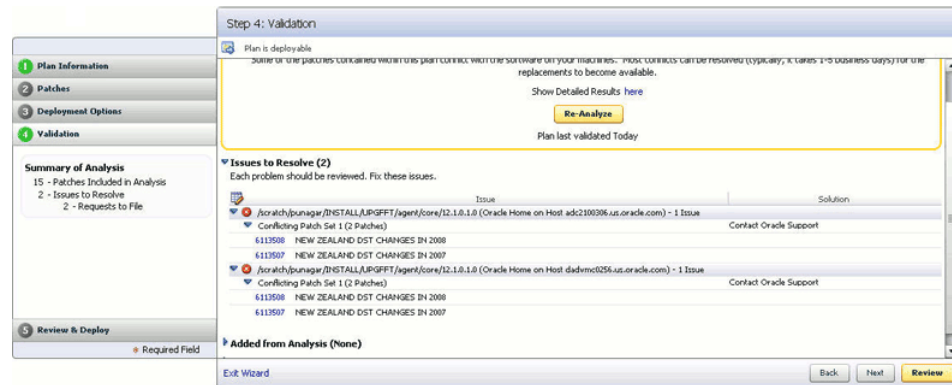 Step 4: Validation
Plan is deployable
1 Plan Information
2 Patches
3 Deployment Options
4 Validation
Summary of Analysis
15 - Patches Included in Analysis
2 - Issues to Resolve
2 - Requests to File
5 Review & Deploy
* Required Field
Some of the patches contained within this plan conflict with the software on your machines. Most conflicts can be resolved (typically, it takes 1-5 business days) for the
replacements to become available.
Show Detailed Results here
Re-Analyze
Plan last validated Today
Issues to Resolve (2)
Each problem should be reviewed. Fix these issues.
Issue Solution
/scratch/punagar/INSTALL/UPGFFT/agent/core/12.1.0.1.0 (Oracle Home on Host adc2100306.us.oracle.com) - 1 Issue
Conflicting Patch Set 1 (2 Patches) Contact Oracle Support
6113508 NEW ZEALAND DST CHANGES IN 2008
6113507 NEW ZEALAND DST CHANGES IN 2007
/scratch/punagar/INSTALL/UPGFFT/agent/core/12.1.0.1.0 (Oracle Home on Host dadvmc0256.us.oracle.com) - 1 Issue
Conflicting Patch Set 1 (2 Patches) Contact Oracle Support
6113508 NEW ZEALAND DST CHANGES IN 2008
6113507 NEW ZEALAND DST CHANGES IN 2007
Added from Analysis (None)
Exit Wizard
Back Next Review